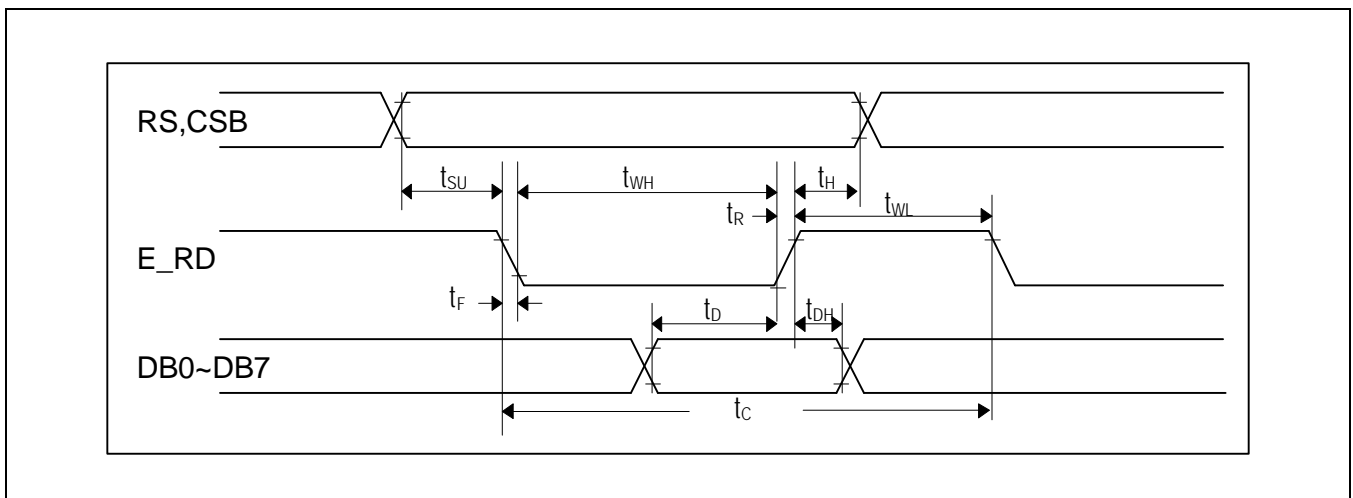 RS,CSB
tSU
tWH
tH
tR
tWL
E_RD
tF
tD
tDH
DB0~DB7
tC